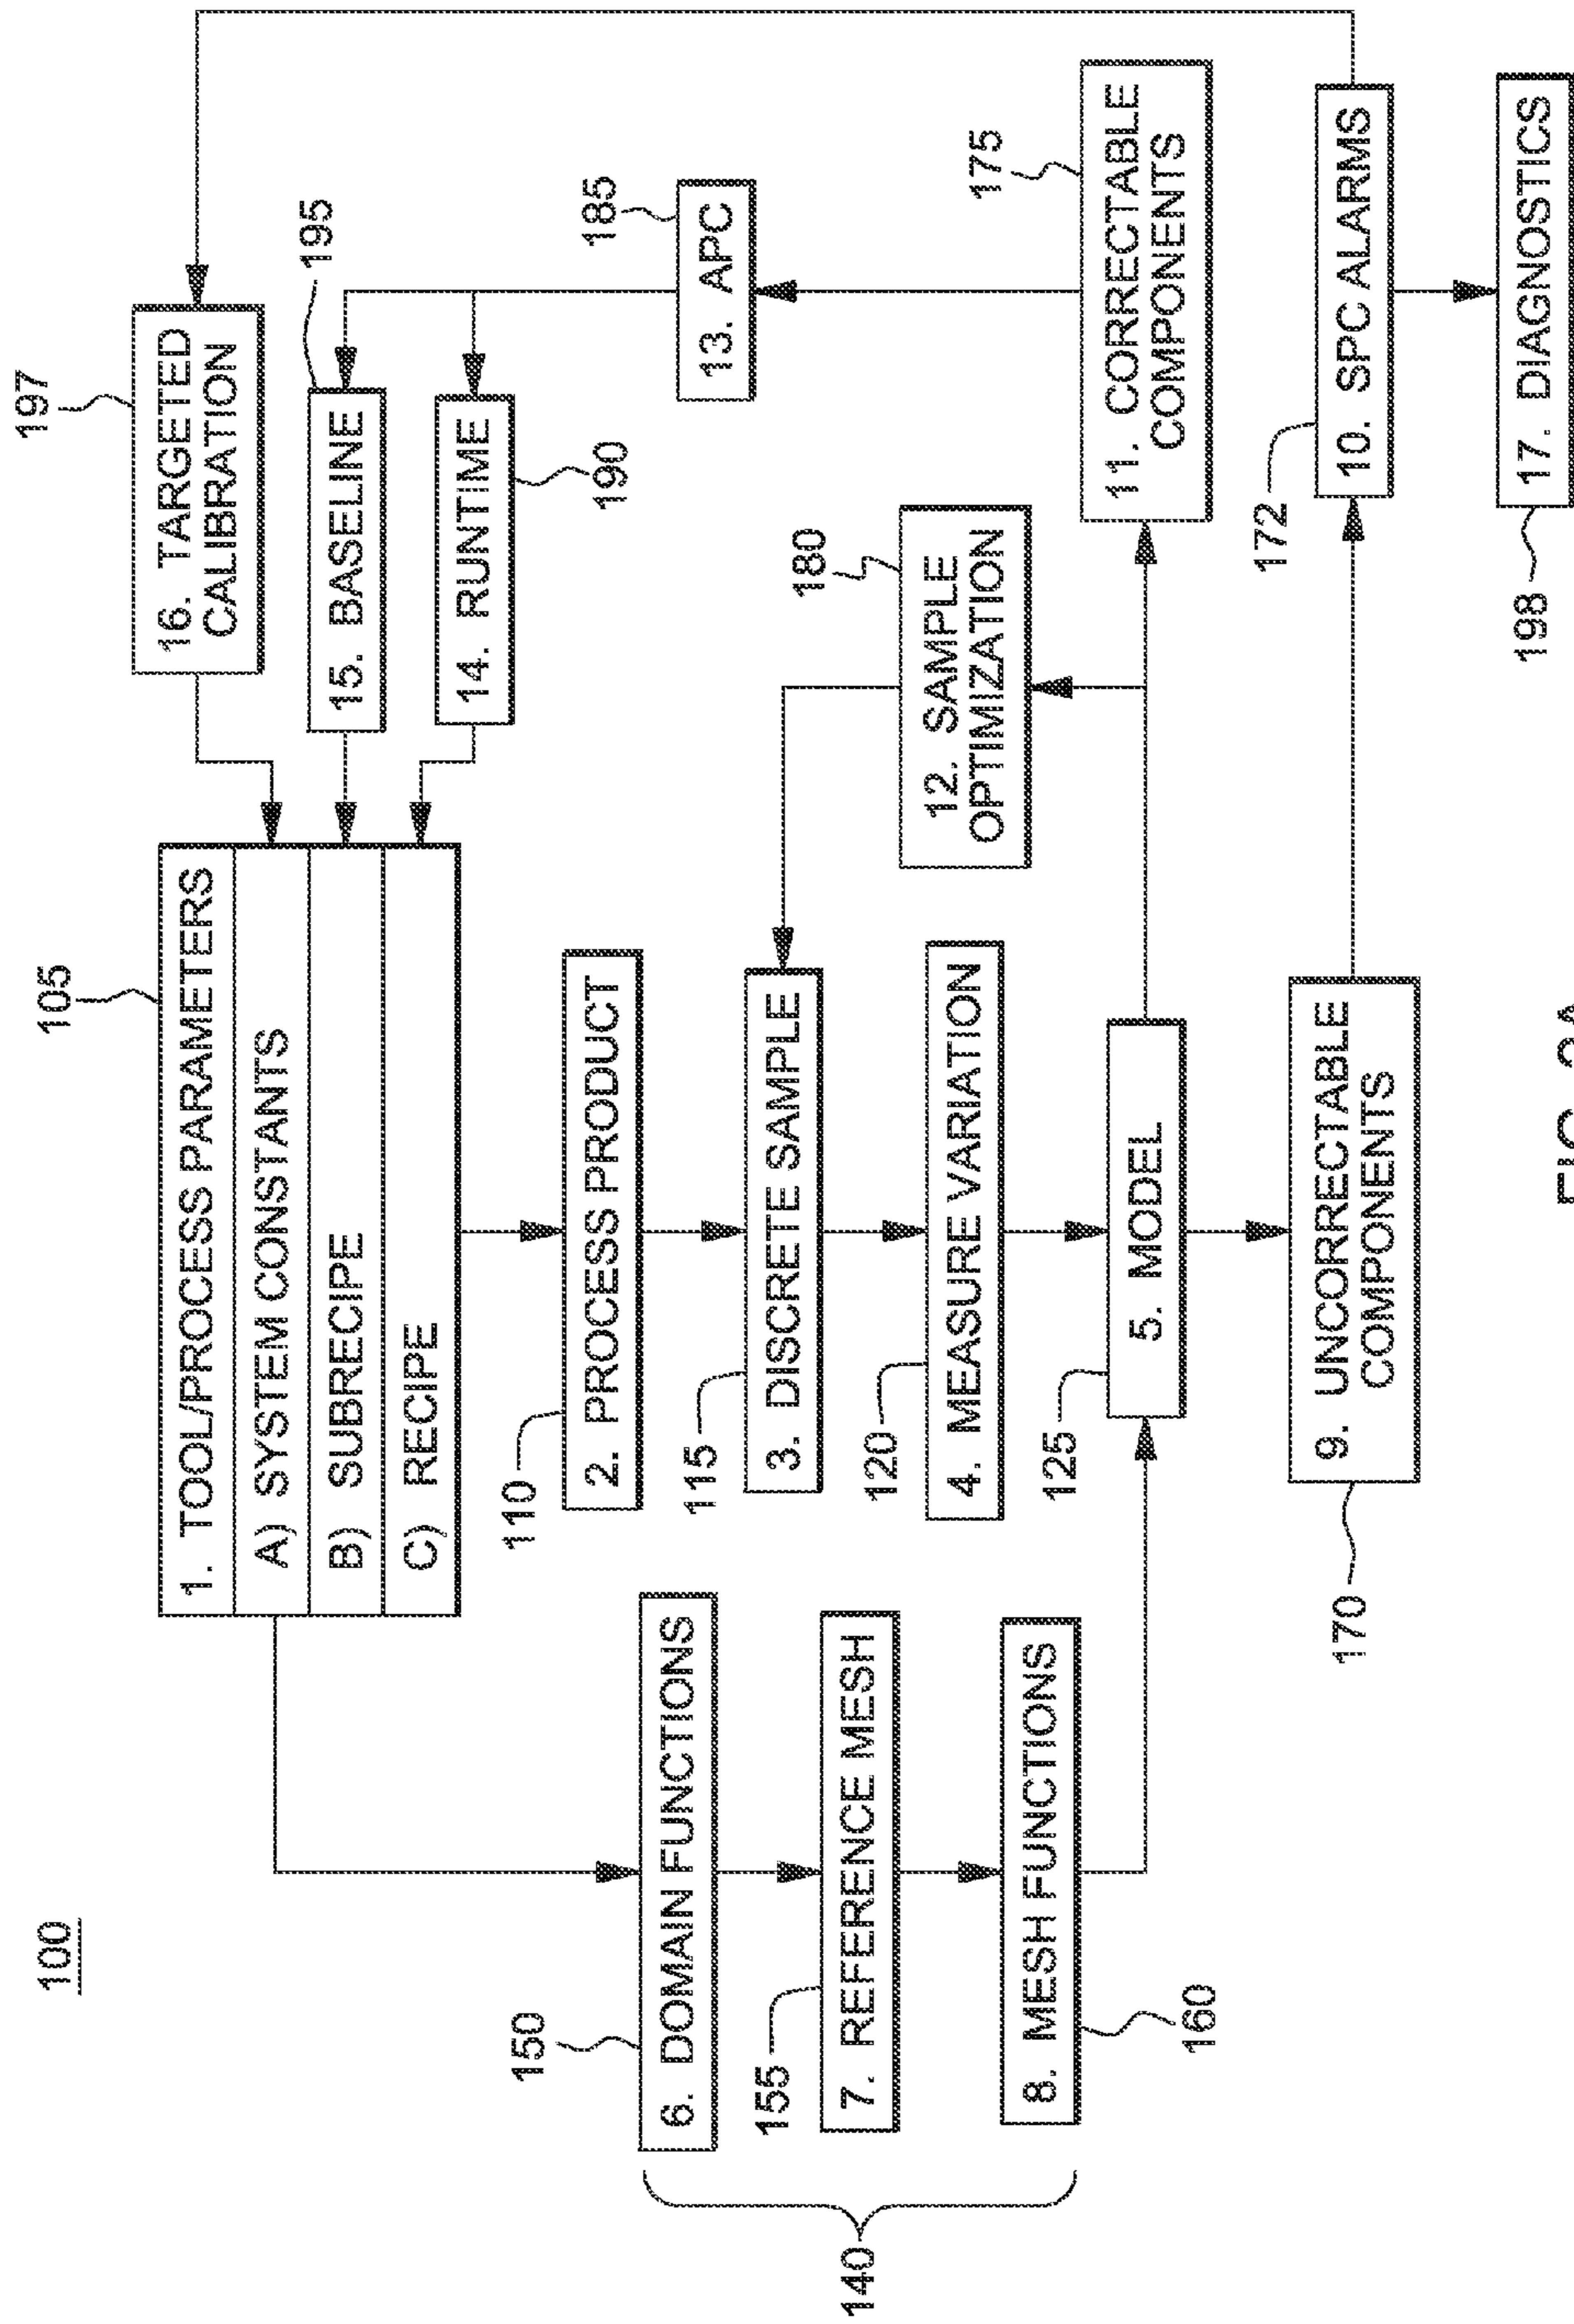 100
105
1. TOOL/PROCESS PARAMETERS
A) SYSTEM CONSTANTS
B) SUBRECIPE
C) RECIPE
197
16. TARGETED
CALIBRATION
195
15. BASELINE
14. RUNTIME
190
110
2. PROCESS PRODUCT
115
3. DISCRETE SAMPLE
120
4. MEASURE VARIATION
125
5. MODEL
140
150
6. DOMAIN FUNCTIONS
155
7. REFERENCE MESH
8. MESH FUNCTIONS
160
185
13. APC
180
12. SAMPLE
OPTIMIZATION
175
11. CORRECTABLE
COMPONENTS
9. UNCORRECTABLE
COMPONENTS
170
172
10. SPC ALARMS
17. DIAGNOSTICS
198